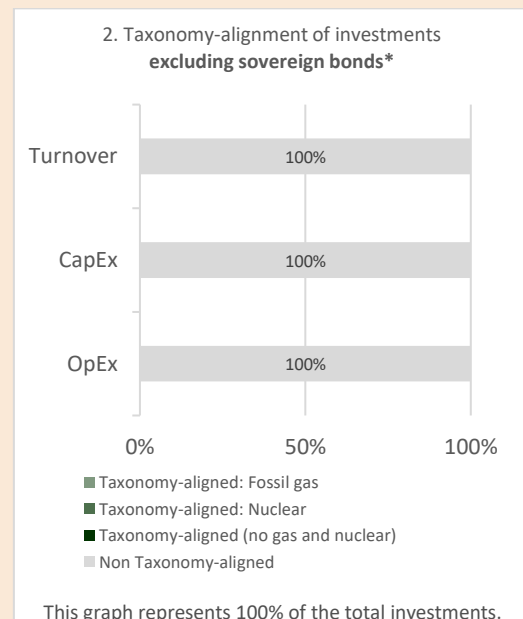 2. Taxonomy-alignment of investments
excluding sovereign bonds*
Turnover
100%
CapEx
100%
OpEx
100%
0%
50%
100%
Taxonomy-aligned: Fossil gas
Taxonomy-aligned: Nuclear
Taxonomy-aligned (no gas and nuclear)
Non Taxonomy-aligned
This graph represents 100% of the total investments.